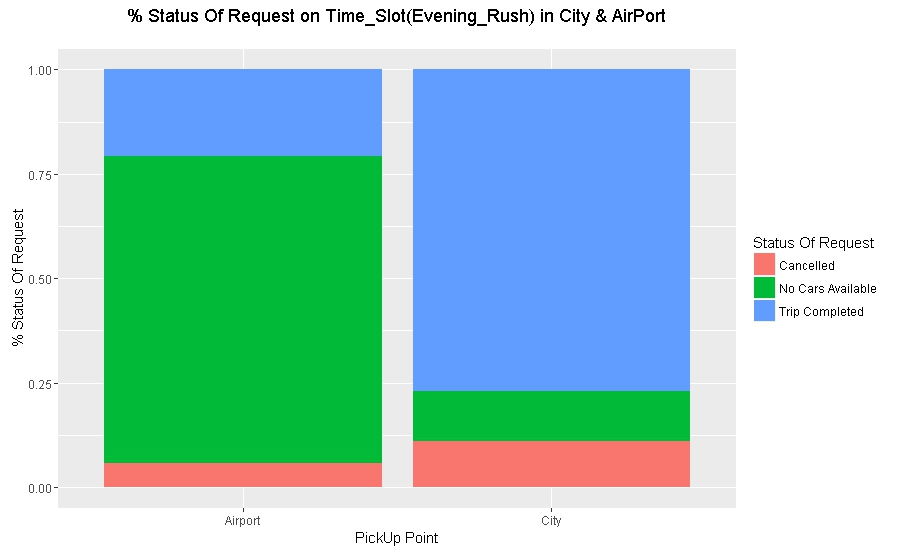 % Status Of Request on Time_Slot(Evening_Rush) in City & AirPort
1.00
0.75
0.50
0.25
0.00
% Status Of Request
Airport
City
PickUp Point
Status Of Request
Cancelled
No Cars Available
Trip Completed